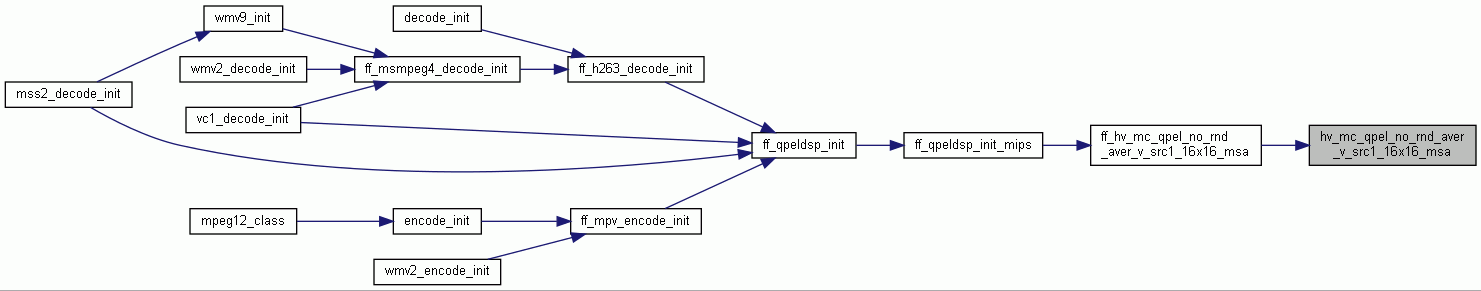 wmv9_init
decode_init
wmv2_decode_init
ff_msmpeg4_decode_init
ff_h263_decode_init
mss2_decode_init
vc1_decode_init
ff_qpeldsp_init
ff_qpeldsp_init_mips
ff_hv_mc_qpel_no_rnd
_aver_v_src1_16x16_msa
hv_mc_qpel_no_rnd_aver
_v_src1_16x16_msa
mpeg12_class
encode_init
ff_mpv_encode_init
wmv2_encode_init